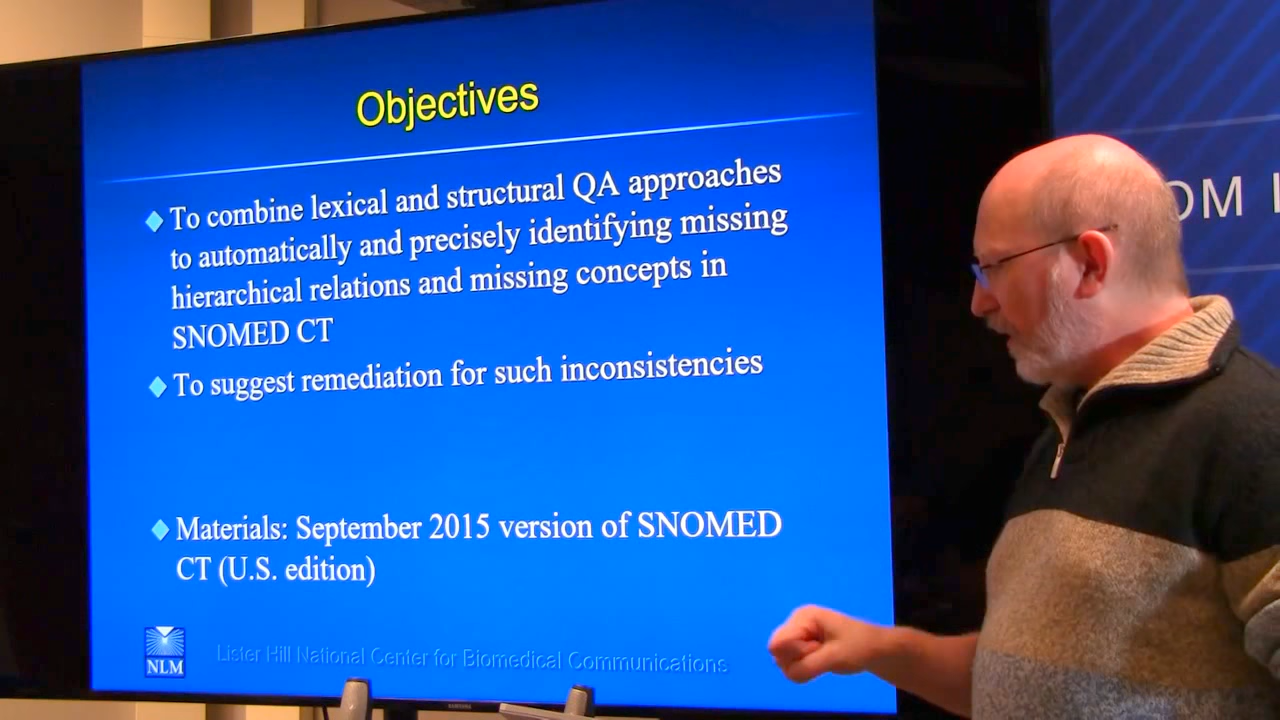 Objectives
To combine lexical and structural QA approaches
to automatically and precisely identifying missing
hierarchical relations and missing concepts in
SNOMED CT
To suggest remediation for such inconsistencies
Materials: September 2015 version of SNOMED
CT (U.S. edition)
NLM
Lister Hill National Center for Biomedical Communications
SAMSUNG
OM